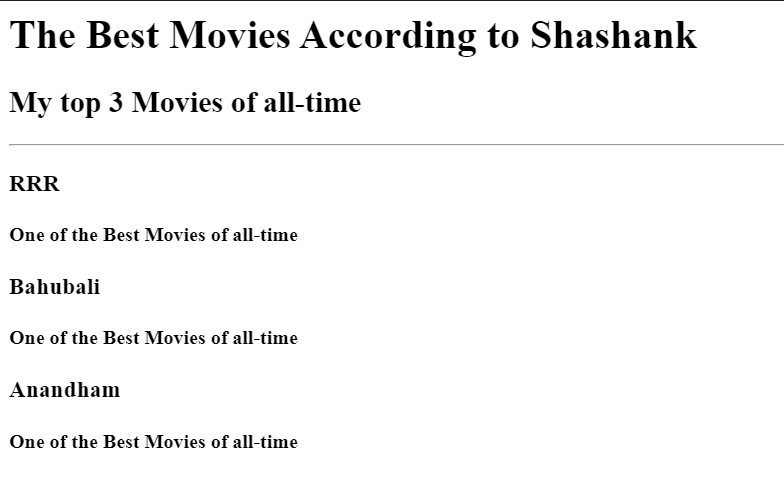 The Best Movies According to Shashank
My top 3 Movies of all-time
RRR
One of the Best Movies of all-time
Bahubali
One of the Best Movies of all-time
Anandham
One of the Best Movies of all-time